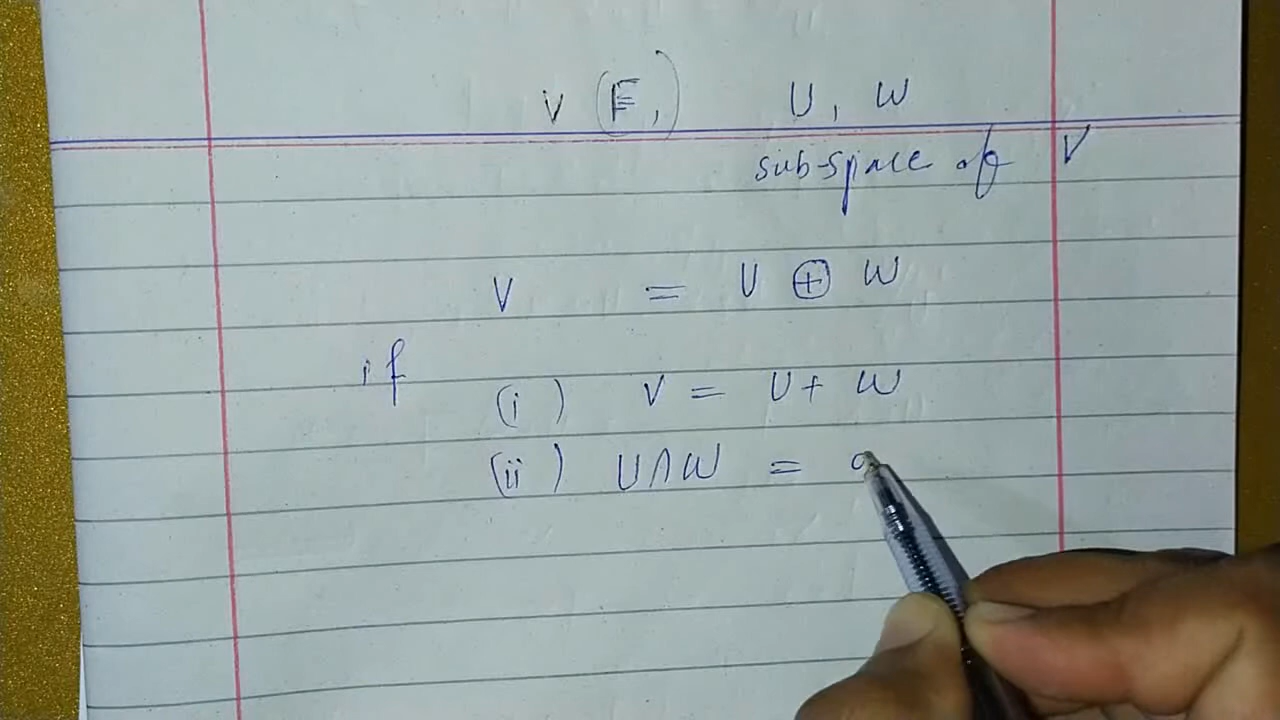 V (F,) U, W
sub-space of V
V = U ⊕ W
if
(i) V = U + W
(ii) U∩W = 0